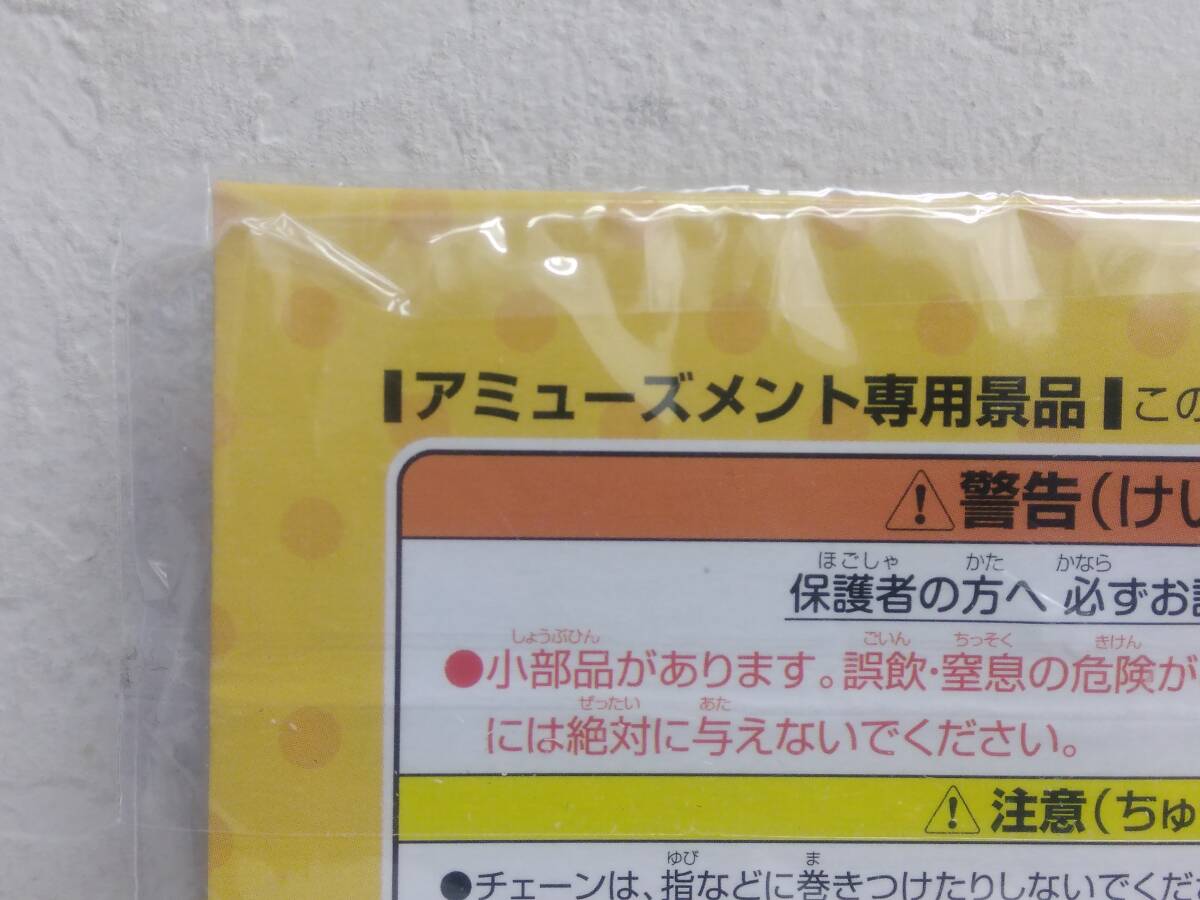 ▎アミューズメント専用景品▎この
⚠警告(けい
ほごしゃ かた かなら
保護者の方へ 必ずお
しょうぶひん ごいん ちっそく きけん
●小部品があります。誤飲・窒息の危険が
ぜったい あた
には絶対に与えないでください。
⚠注意(ちゅ
ゆび ま
●チェーンは、指などに巻きつけたりしないでくだ